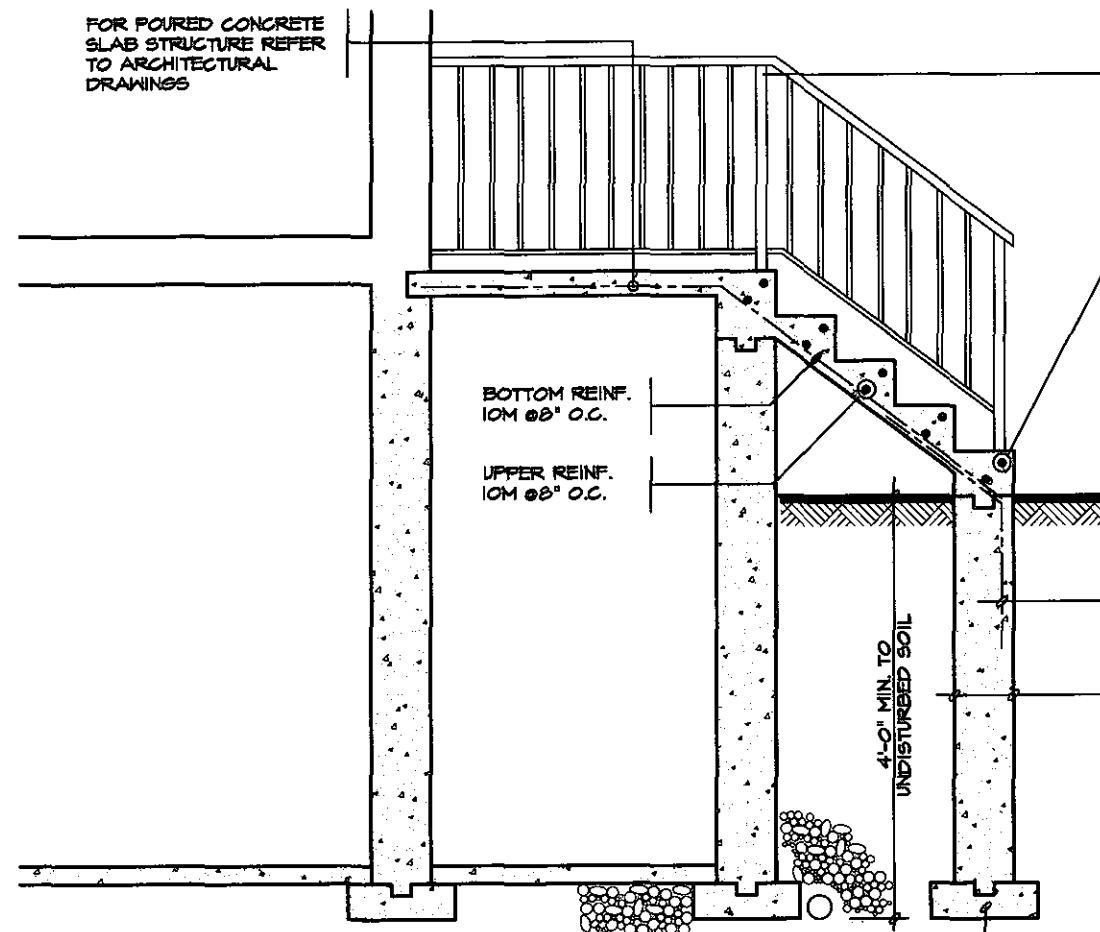 FOR POURED CONCRETE
SLAB STRUCTURE REFER
TO ARCHITECTURAL
DRAWINGS
BOTTOM REINF.
10M @8" O.C.
UPPER REINF.
10M @8" O.C.
4'-0" MIN. TO
UNDISTURBED SOIL